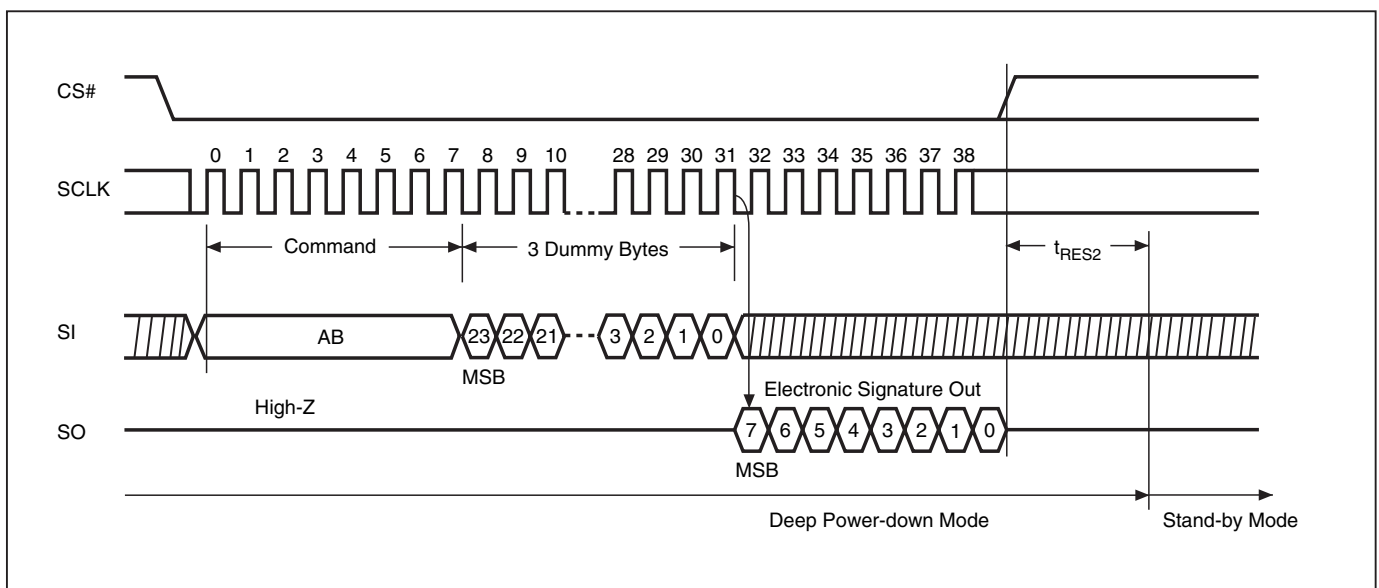 CS#
0 1 2 3 4 5 6 7 8 9 10 28 29 30 31 32 33 34 35 36 37 38
SCLK
Command 3 Dummy Bytes tRES2
SI AB 23 22 21 3 2 1 0
MSB
High-Z Electronic Signature Out
SO 7 6 5 4 3 2 1 0
MSB
Deep Power-down Mode Stand-by Mode